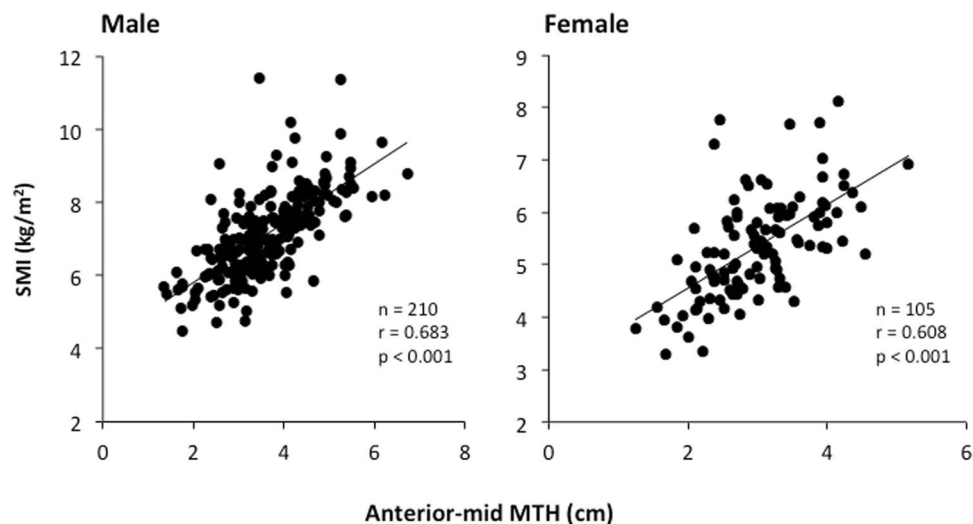 Male
Female
SMI (kg/m²)
12
10
8
6
4
2
0
2
4
6
8
n = 210
r = 0.683
p < 0.001
9
8
7
6
5
4
3
2
0
2
4
6
n = 105
r = 0.608
p < 0.001
Anterior-mid MTH (cm)